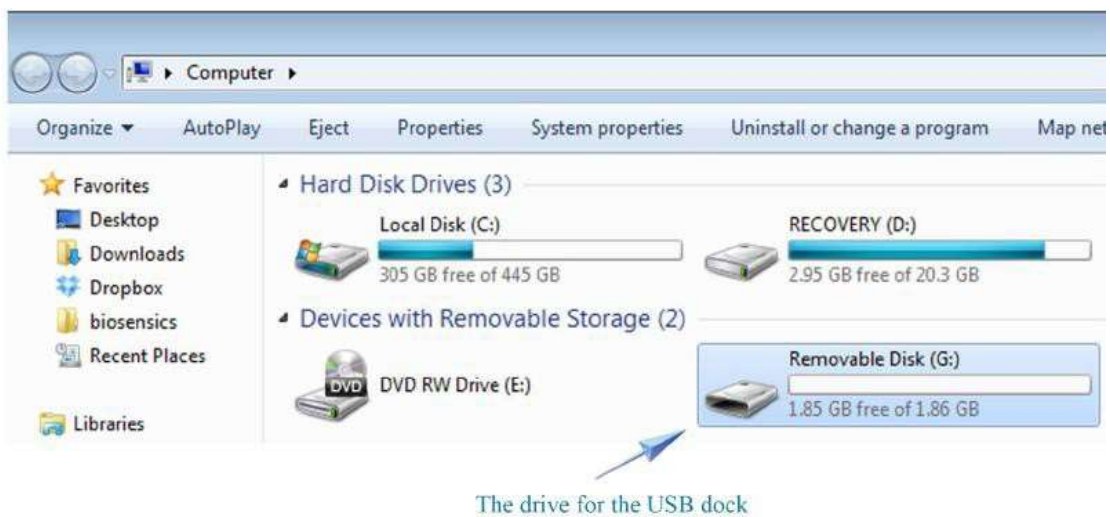 Computer
Organize AutoPlay Eject Properties System properties Uninstall or change a program Map net
Favorites
Desktop
Downloads
Dropbox
biosensics
Recent Places
Libraries
Hard Disk Drives (3)
Local Disk (C:)
305 GB free of 445 GB
RECOVERY (D:)
2.95 GB free of 20.3 GB
Devices with Removable Storage (2)
DVD
DVD RW Drive (E:)
Removable Disk (G:)
1.85 GB free of 1.86 GB
The drive for the USB dock